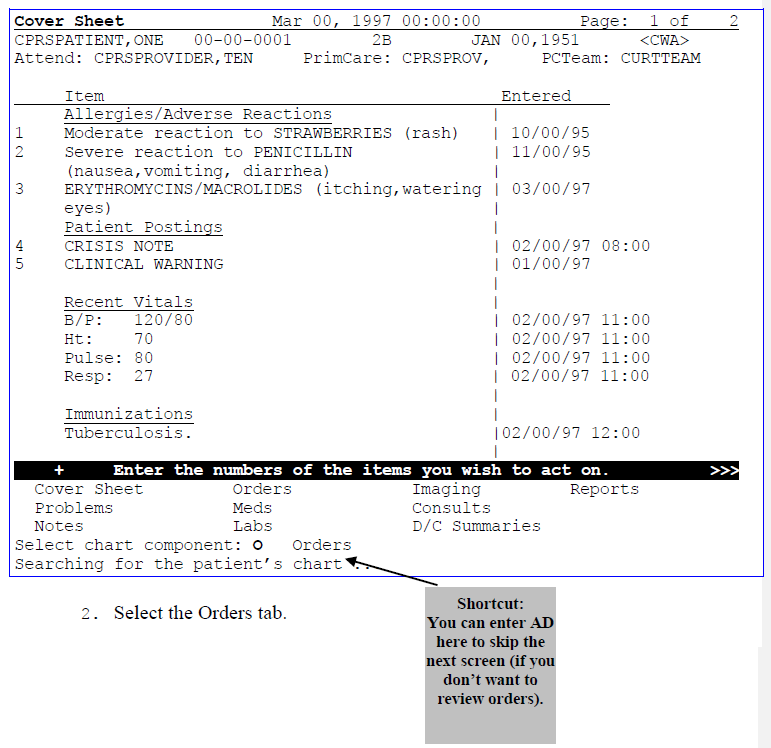 Cover Sheet Mar 00, 1997 00:00:00 Page: 1 of 2
CPRSPATIENT,ONE 00-00-0001 2B JAN 00,1951 <CWA>
Attend: CPRSPROVIDER,TEN PrimCare: CPRSPROV, PCTeam: CURTTEAM
Item Entered
Allergies/Adverse Reactions |
1 Moderate reaction to STRAWBERRIES (rash) | 10/00/95
2 Severe reaction to PENICILLIN | 11/00/95
(nausea,vomiting, diarrhea) |
3 ERYTHROMYCINS/MACROLIDES (itching,watering | 03/00/97
eyes) |
Patient Postings |
4 CRISIS NOTE | 02/00/97 08:00
5 CLINICAL WARNING | 01/00/97
|
Recent Vitals |
B/P: 120/80 | 02/00/97 11:00
Ht: 70 | 02/00/97 11:00
Pulse: 80 | 02/00/97 11:00
Resp: 27 | 02/00/97 11:00
|
Immunizations |
Tuberculosis. |02/00/97 12:00
|
+ Enter the numbers of the items you wish to act on. >>>
Cover Sheet Orders Imaging Reports
Problems Meds Consults
Notes Labs D/C Summaries
Select chart component: O Orders
Searching for the patient's chart ..
2. Select the Orders tab.
Shortcut:
You can enter AD
here to skip the
next screen (if you
don't want to
review orders).